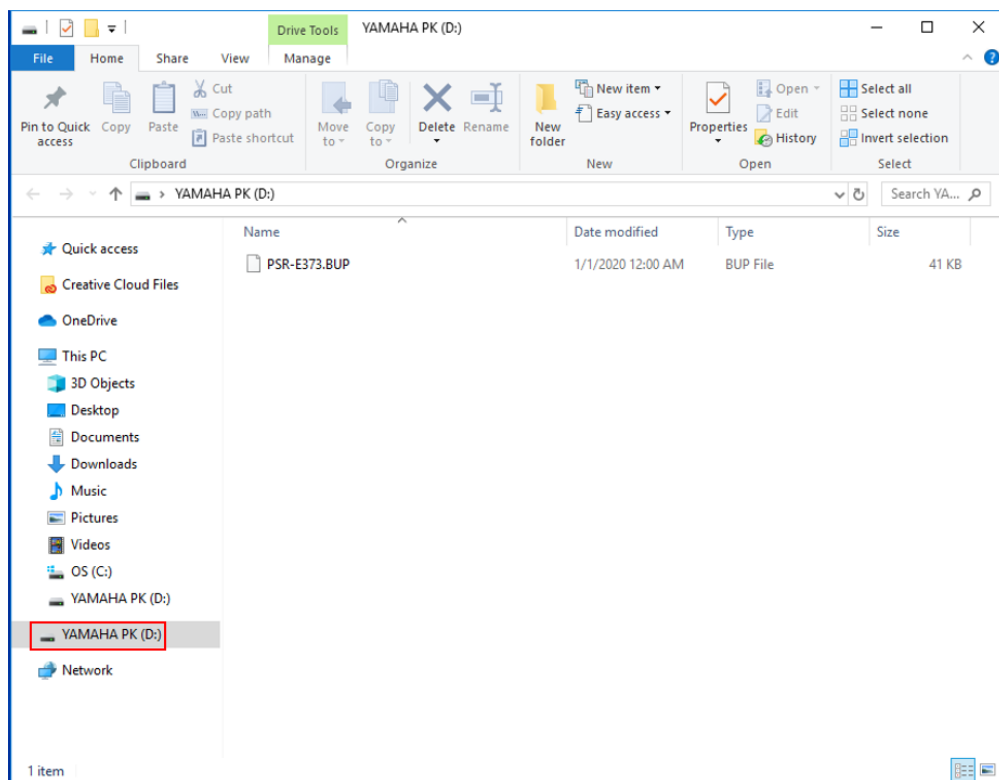 Drive Tools YAMAHA PK (D:)
File Home Share View Manage
Pin to Quick access
Copy
Paste
Cut
Copy path
Paste shortcut
Clipboard
Move to
Copy to
Delete
Rename
Organize
New folder
New item
Easy access
New
Properties
Open
Edit
History
Open
Select all
Select none
Invert selection
Select
YAMAHA PK (D:)
Search YA...
Name Date modified Type Size
PSR-E373.BUP 1/1/2020 12:00 AM BUP File 41 KB
Quick access
Creative Cloud Files
OneDrive
This PC
3D Objects
Desktop
Documents
Downloads
Music
Pictures
Videos
OS (C:)
YAMAHA PK (D:)
YAMAHA PK (D:)
Network
1 item